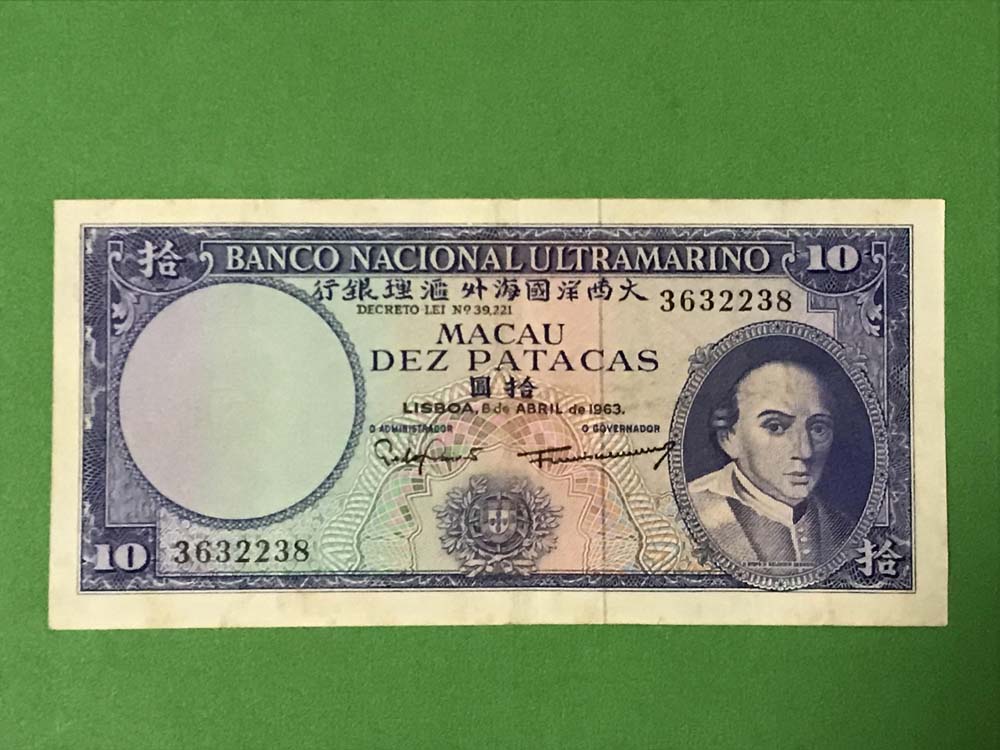 拾 BANCO NACIONAL ULTRAMARINO 10
行銀理滙外海國洋西大 3632238
DECRETO-LEI Nº 39,221
MACAU
DEZ PATACAS
圓拾
LISBOA, 8 de ABRIL de 1963.
O ADMINISTRADOR O GOVERNADOR
10 3632238 拾